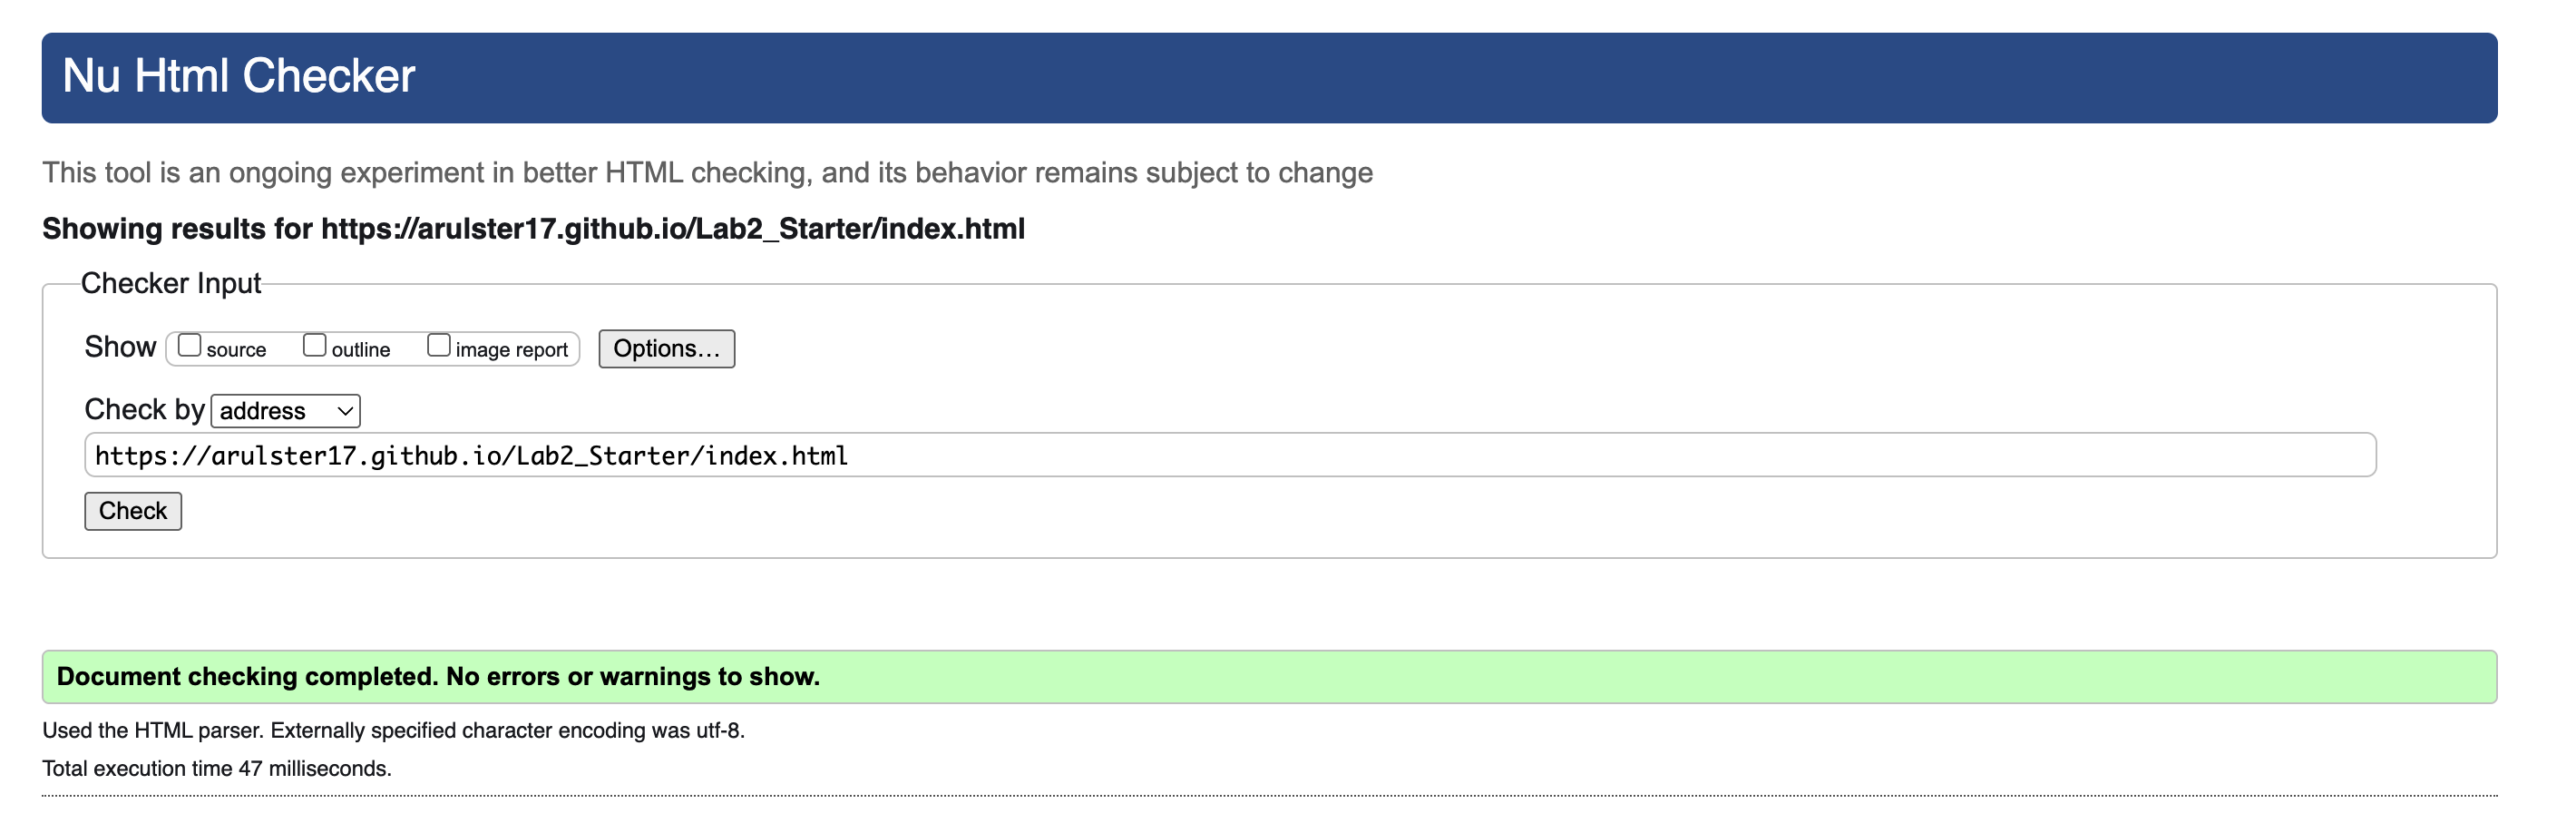 Nu Html Checker
This tool is an ongoing experiment in better HTML checking, and its behavior remains subject to change
Showing results for https://arulster17.github.io/Lab2_Starter/index.html
Checker Input
Show source outline image report Options...
Check by address
https://arulster17.github.io/Lab2_Starter/index.html
Check
Document checking completed. No errors or warnings to show.
Used the HTML parser. Externally specified character encoding was utf-8.
Total execution time 47 milliseconds.